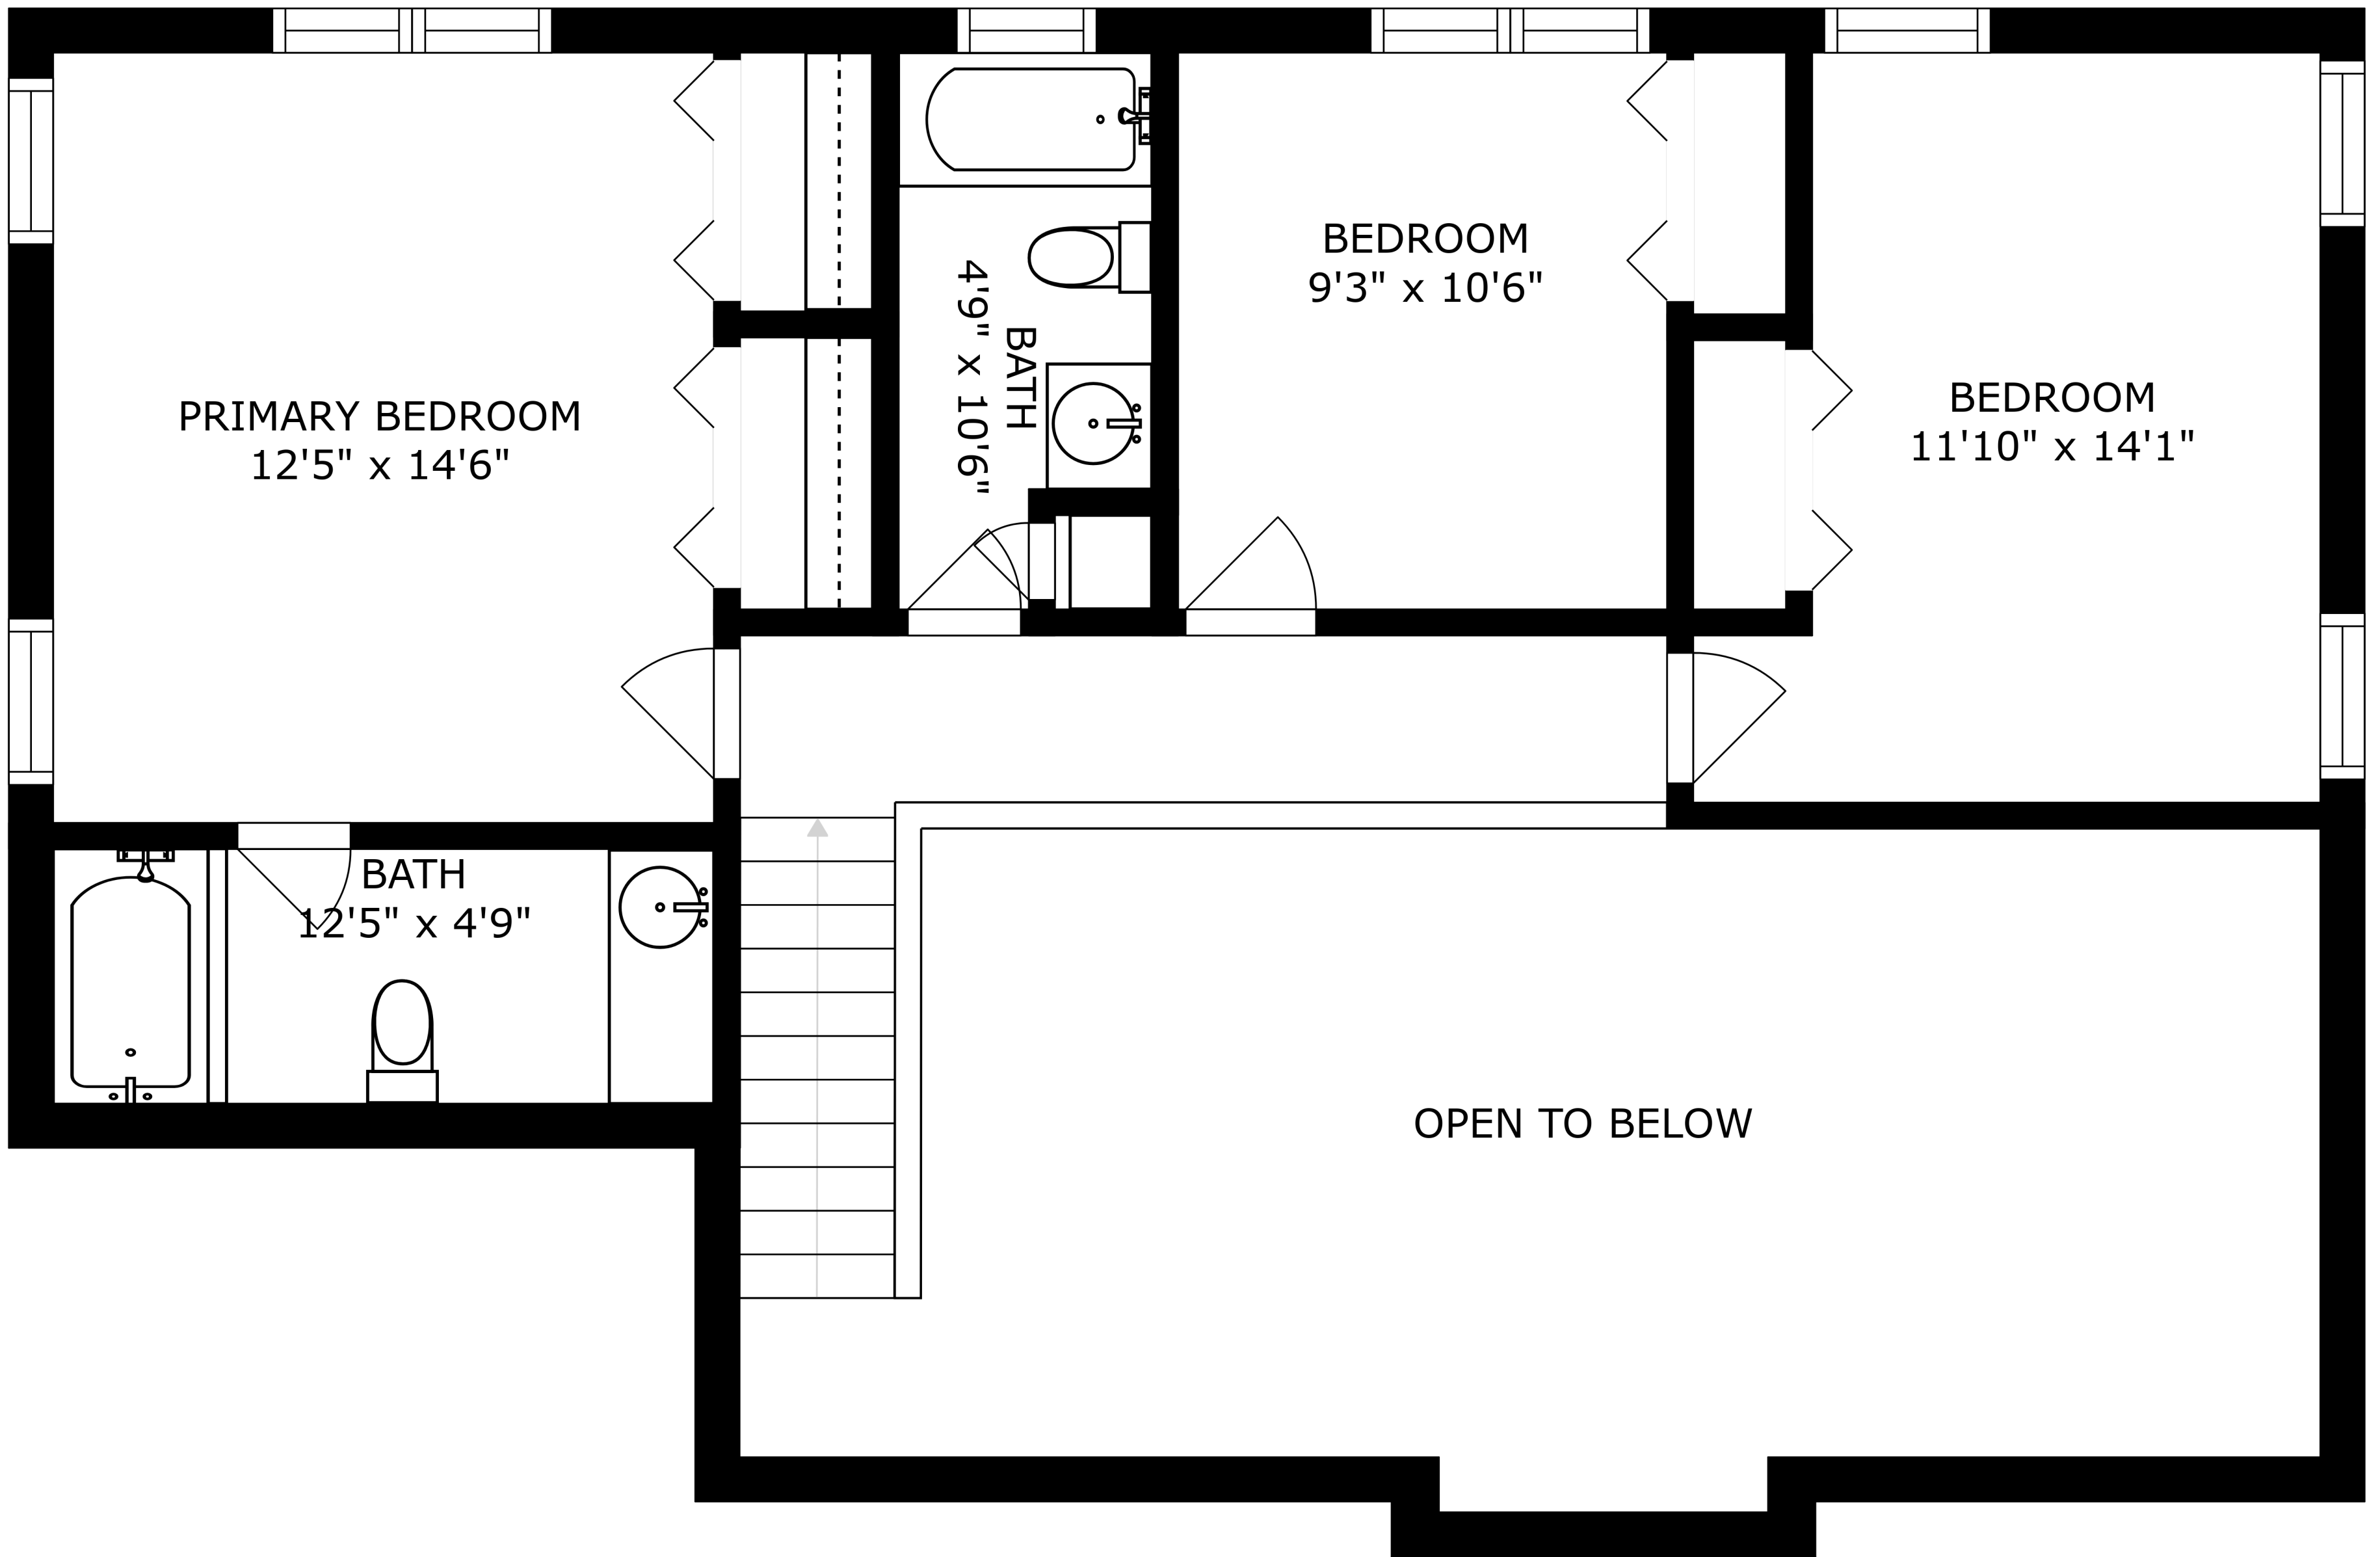 BEDROOM
9'3" x 10'6"
PRIMARY BEDROOM
12'5" x 14'6"
BATH
4'9" x 10'6"
BEDROOM
11'10" x 14'1"
BATH
12'5" x 4'9"
OPEN TO BELOW